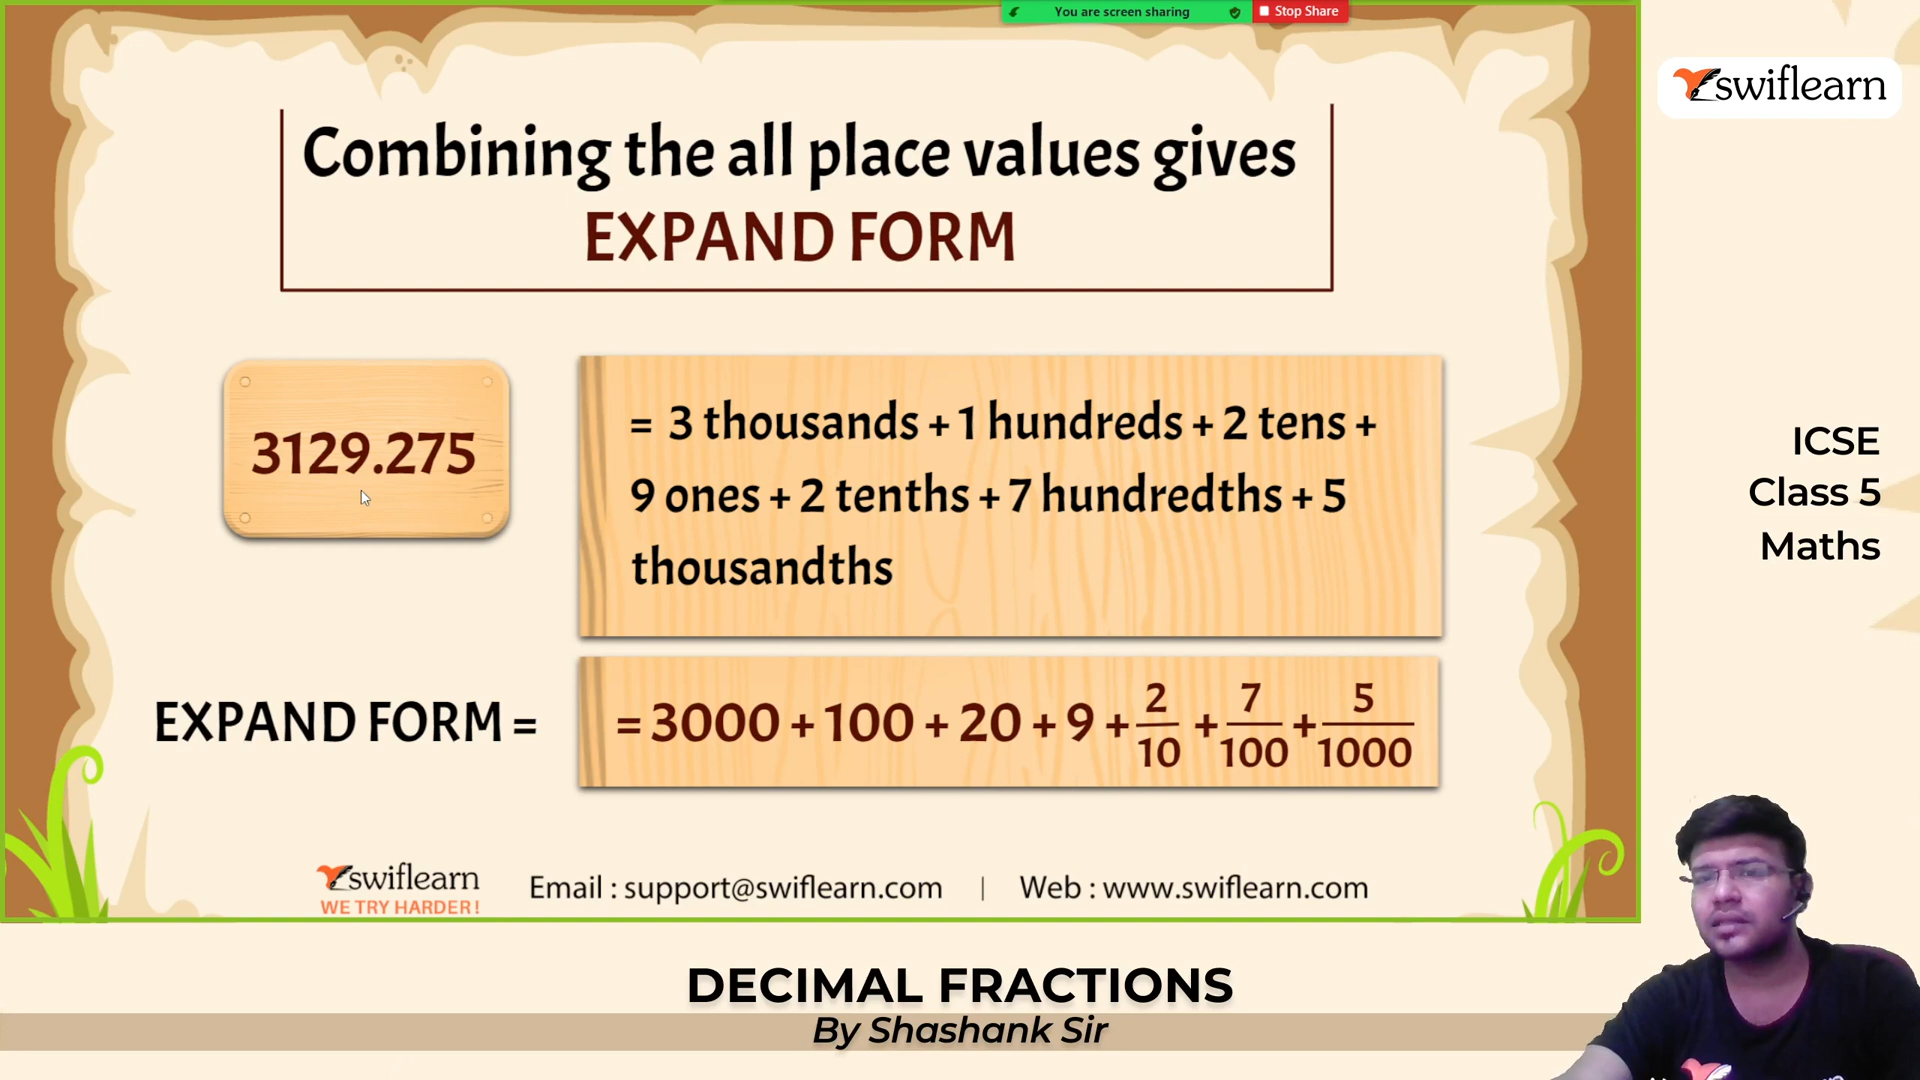 You are screen sharing
Stop Share
swiflearn
Combining the all place values gives
EXPAND FORM
ICSE
Class 5
Maths
3129.275
= 3 thousands + 1 hundreds + 2 tens +
9 ones + 2 tenths + 7 hundredths + 5
thousandths
EXPAND FORM =
= 3000 + 100 + 20 + 9 + 2/10 + 7/100 + 5/1000
swiflearn
WE TRY HARDER!
Email : support@swiflearn.com | Web : www.swiflearn.com
DECIMAL FRACTIONS
By Shashank Sir